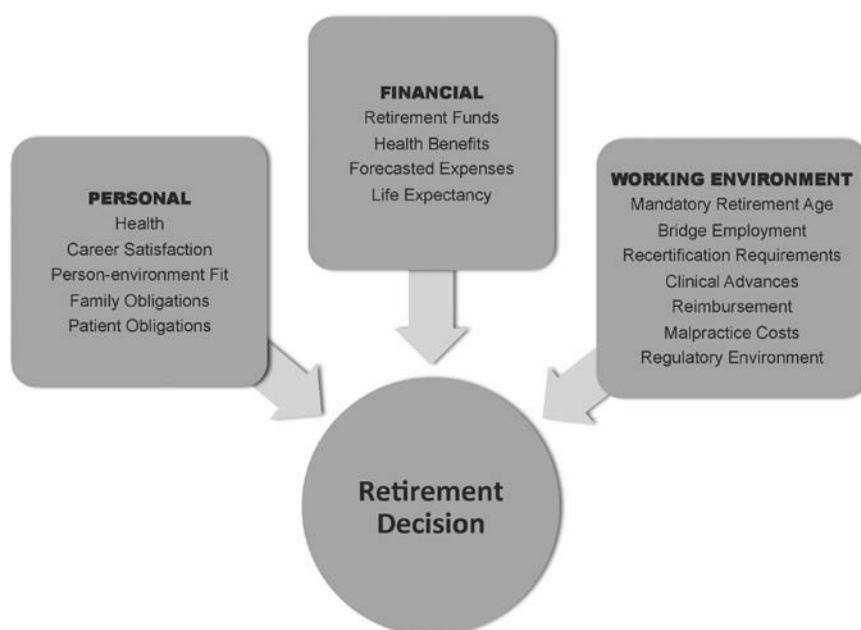 PERSONAL
Health
Career Satisfaction
Person-environment Fit
Family Obligations
Patient Obligations
FINANCIAL
Retirement Funds
Health Benefits
Forecasted Expenses
Life Expectancy
WORKING ENVIRONMENT
Mandatory Retirement Age
Bridge Employment
Recertification Requirements
Clinical Advances
Reimbursement
Malpractice Costs
Regulatory Environment
Retirement
Decision